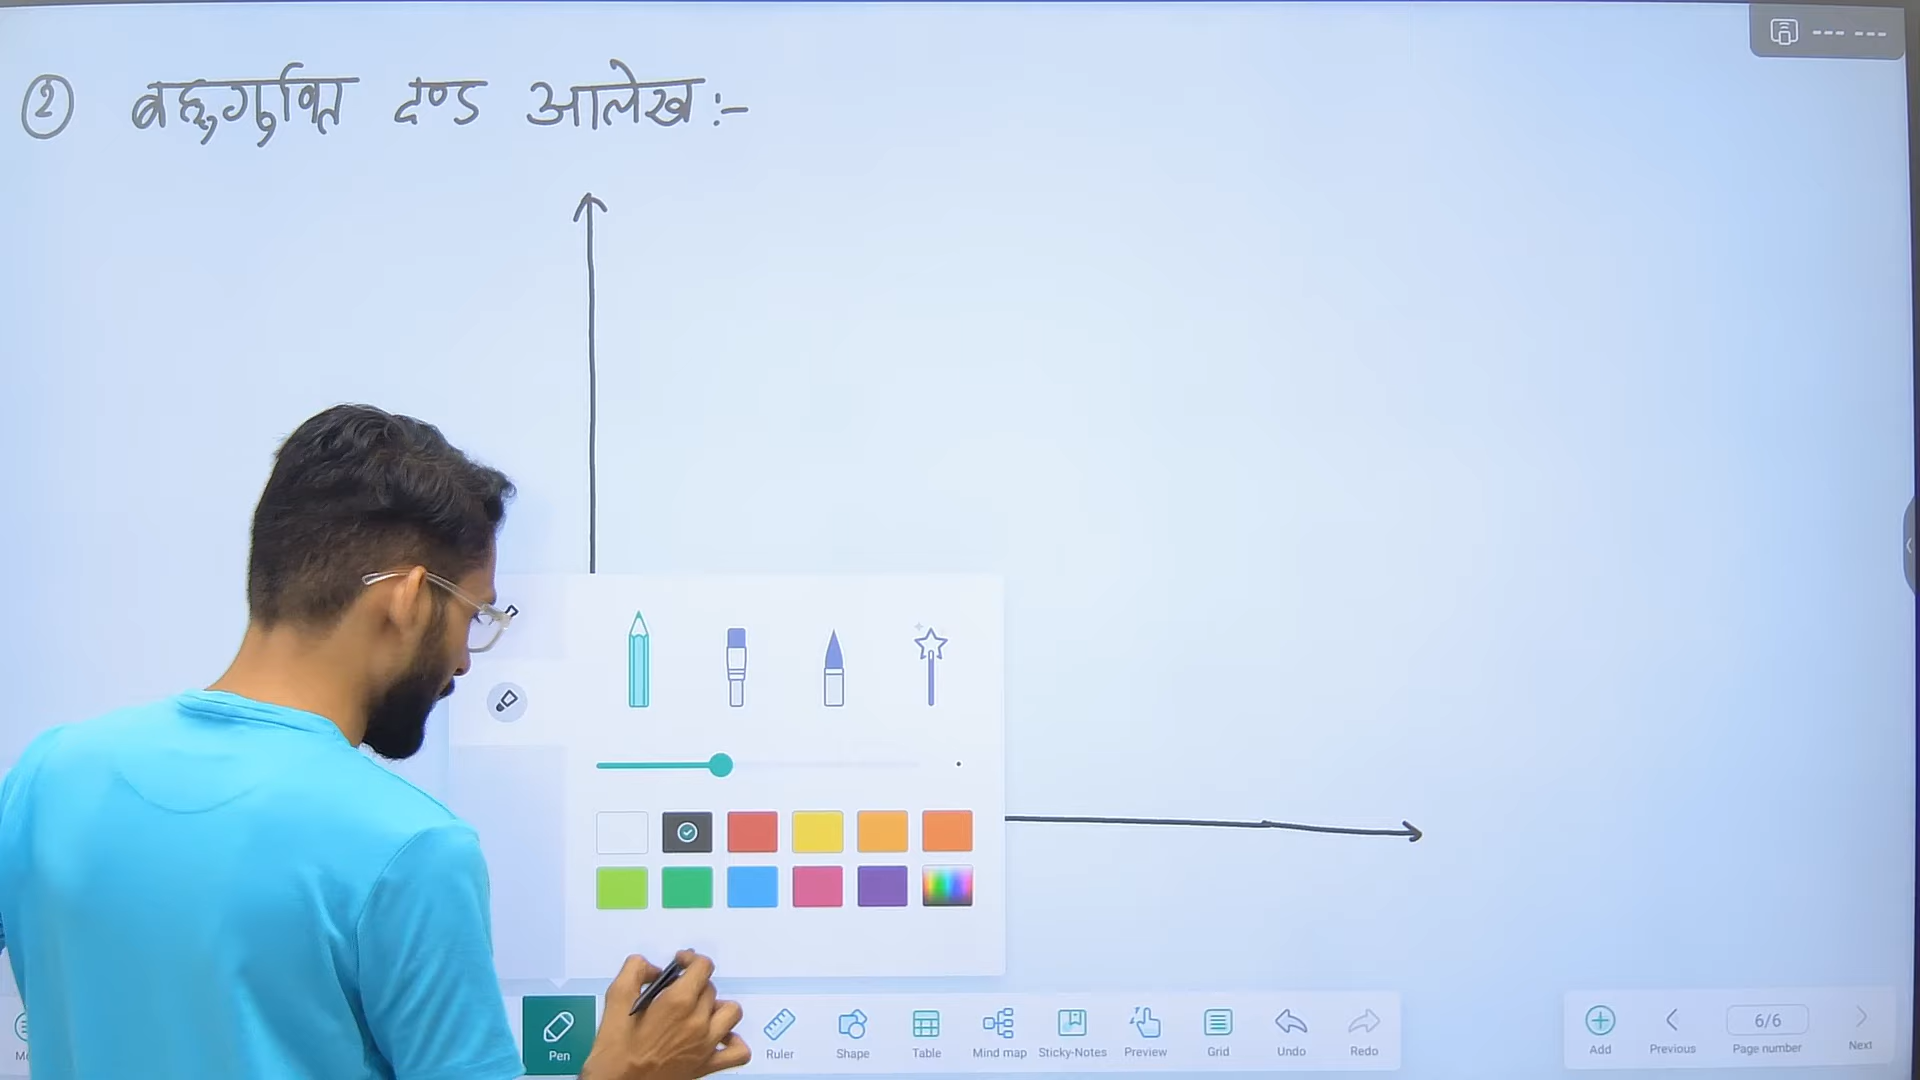 ② बहुगुणित दण्ड आलेख :-
--- ---
Pen
Ruler
Shape
Table
Mind map
Sticky-Notes
Preview
Grid
Undo
Redo
Add
Previous
6/6
Page number
Next